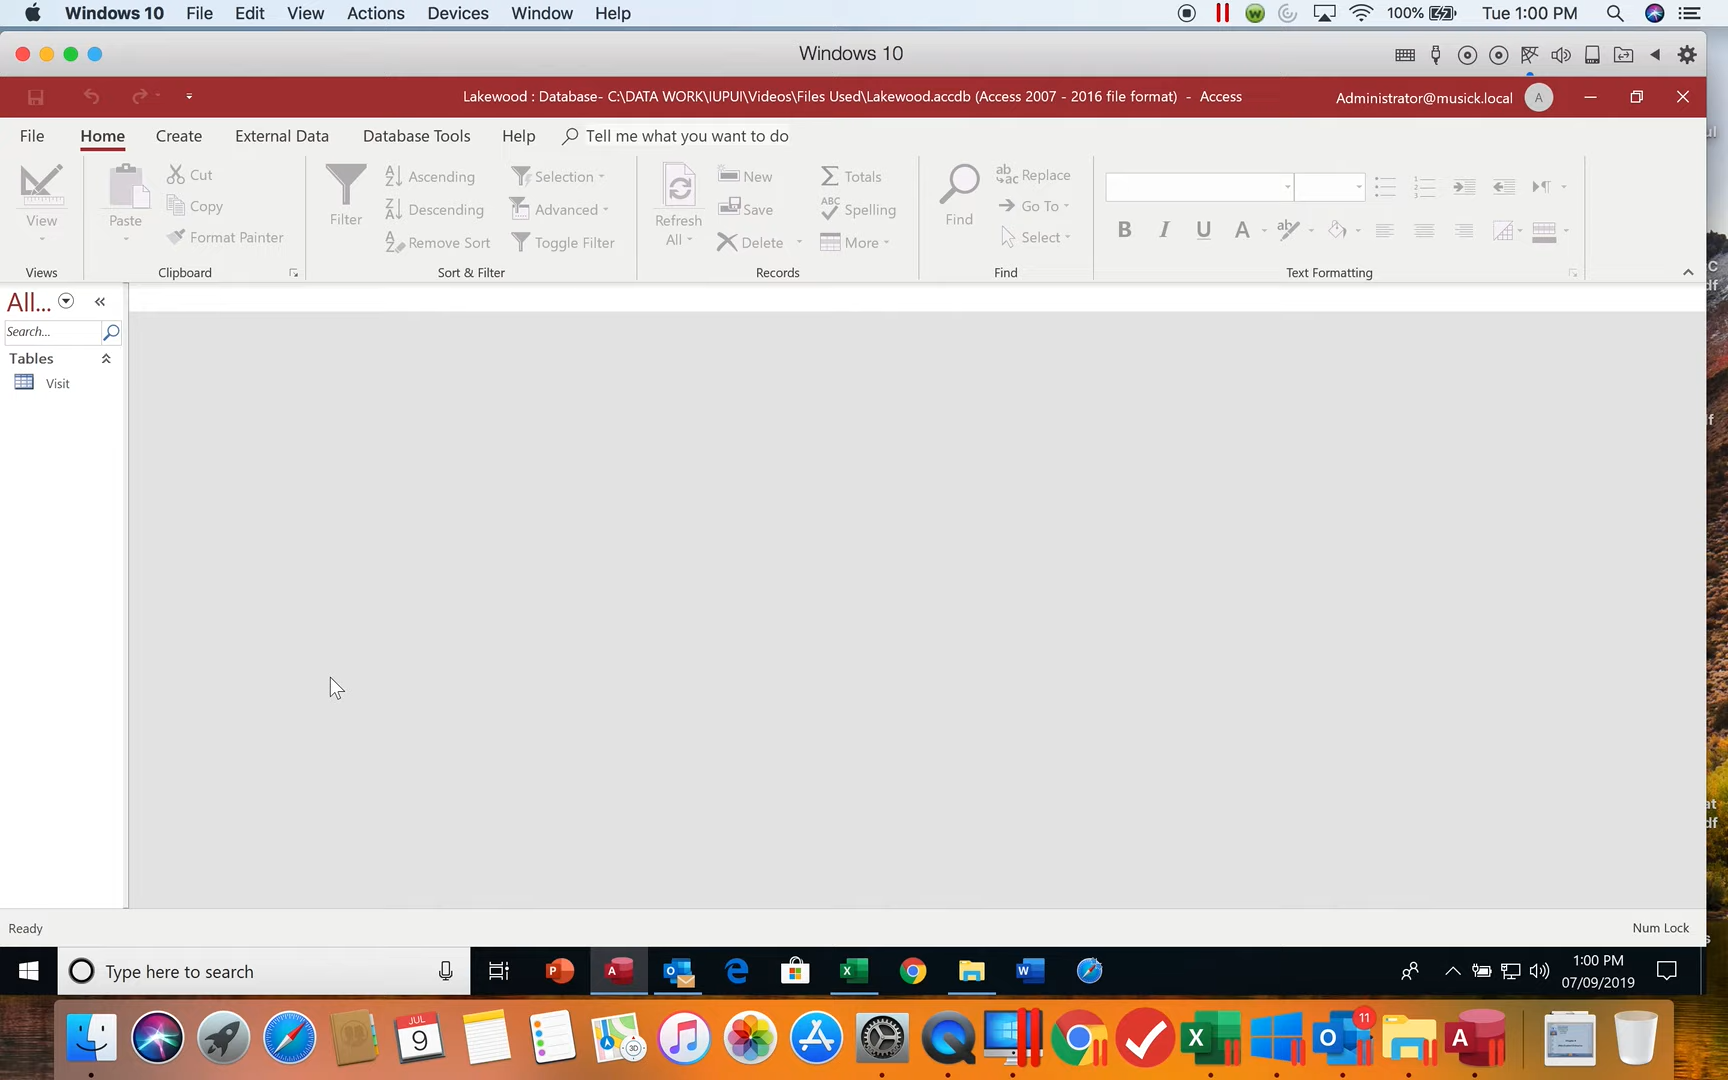 Windows 10 File Edit View Actions Devices Window Help 100% Tue 1:00 PM
Windows 10
Lakewood : Database- C:\DATA WORK\IUPUI\Videos\Files Used\Lakewood.accdb (Access 2007 - 2016 file format) - Access Administrator@musick.local A
File Home Create External Data Database Tools Help Tell me what you want to do
View
Views
Paste
Cut
Copy
Format Painter
Clipboard
Filter
Ascending
Descending
Remove Sort
Selection
Advanced
Toggle Filter
Sort & Filter
Refresh
All
New
Save
Delete
Totals
Spelling
More
Records
Find
Replace
Go To
Select
Find
B I U A
Text Formatting
All...
Search...
Tables
Visit
Ready Num Lock
Type here to search
1:00 PM
07/09/2019
JUL
9
3D
11